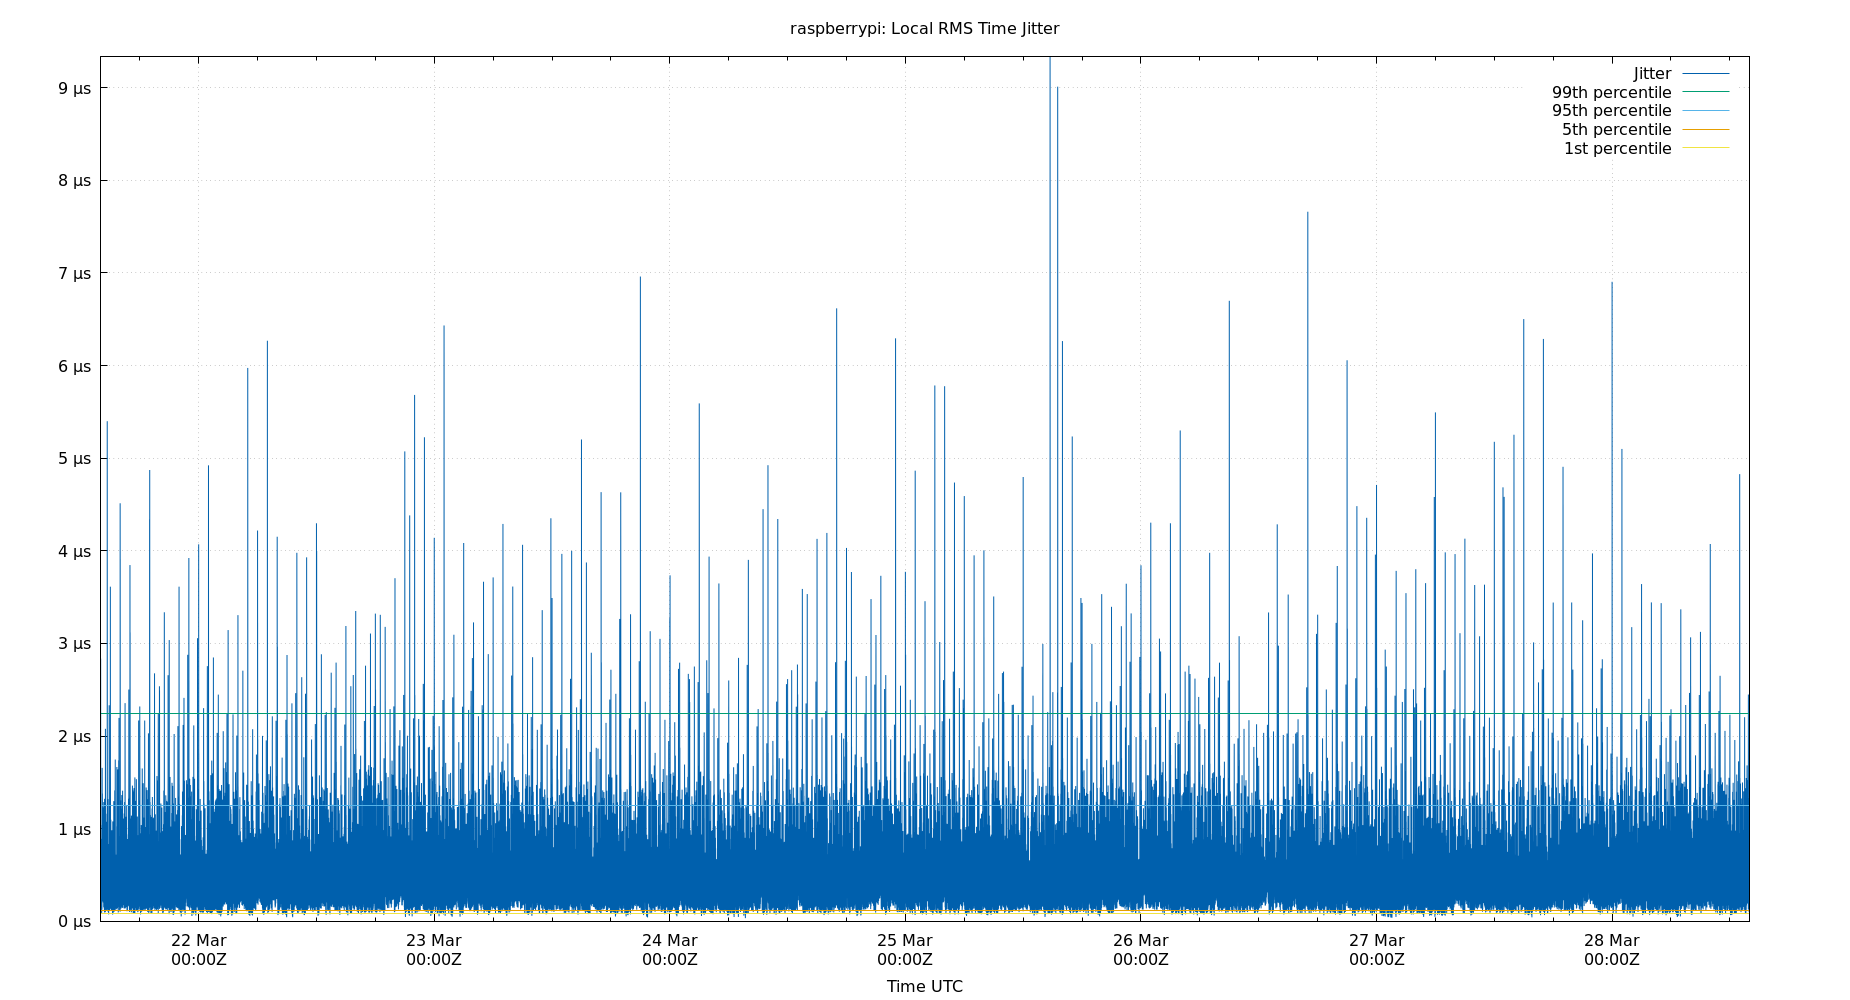 raspberrypi: Local RMS Time Jitter
Jitter
99th percentile
95th percentile
5th percentile
1st percentile
9 µs
8 µs
7 µs
6 µs
5 µs
4 µs
3 µs
2 µs
1 µs
0 µs
22 Mar 23 Mar 24 Mar 25 Mar 26 Mar 27 Mar 28 Mar
00:00Z 00:00Z 00:00Z 00:00Z 00:00Z 00:00Z 00:00Z
Time UTC